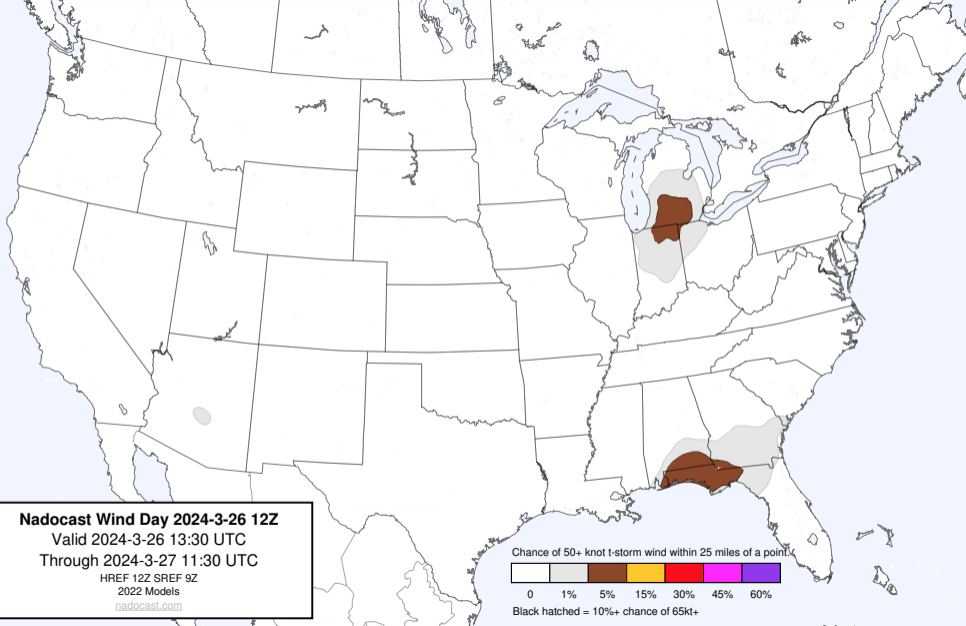 Nadocast Wind Day 2024-3-26 12Z
Valid 2024-3-26 13:30 UTC
Through 2024-3-27 11:30 UTC
HREF 12Z SREF 9Z
2022 Models
nadocast.com
Chance of 50+ knot t-storm wind within 25 miles of a point.
0 1% 5% 15% 30% 45% 60%
Black hatched = 10%+ chance of 65kt+